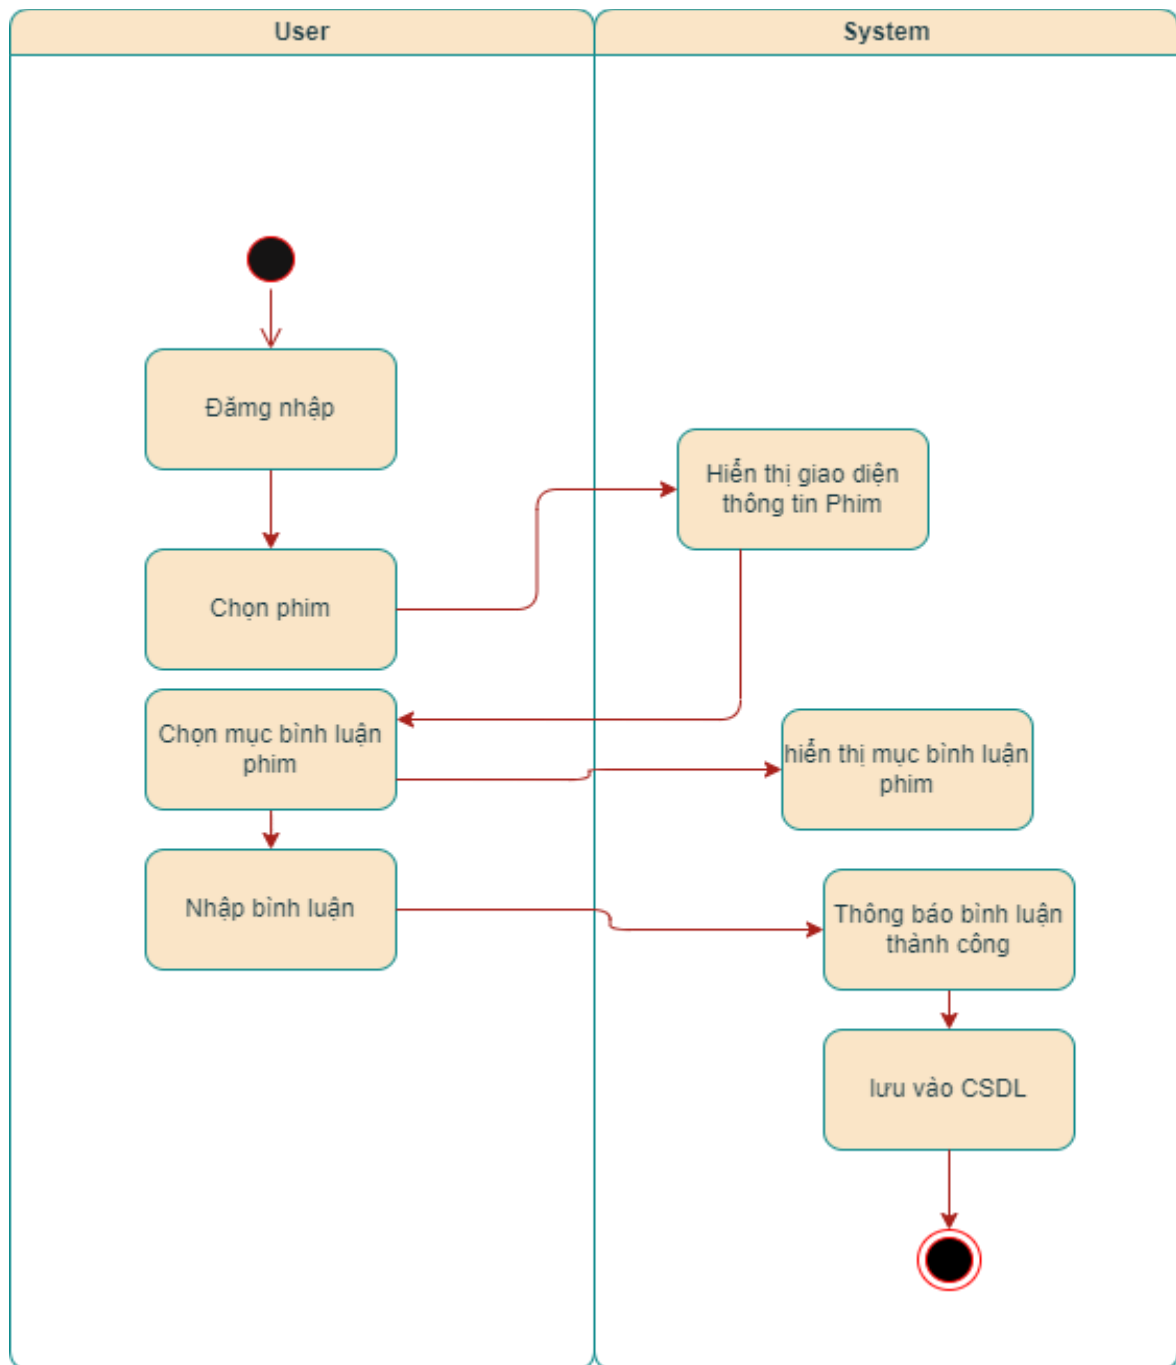 User
System
Đămg nhập
Hiển thị giao diện
thông tin Phim
Chọn phim
Chọn mục bình luận
phim
hiển thị mục bình luận
phim
Nhập bình luận
Thông báo bình luận
thành công
lưu vào CSDL